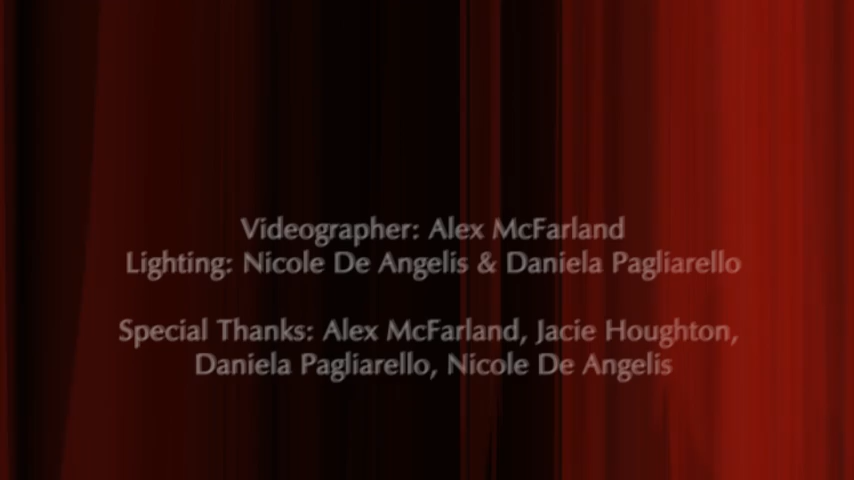 Videographer: Alex McFarland
Lighting: Nicole De Angelis & Daniela Pagliarello
Special Thanks: Alex McFarland, Jacie Houghton,
Daniela Pagliarello, Nicole De Angelis